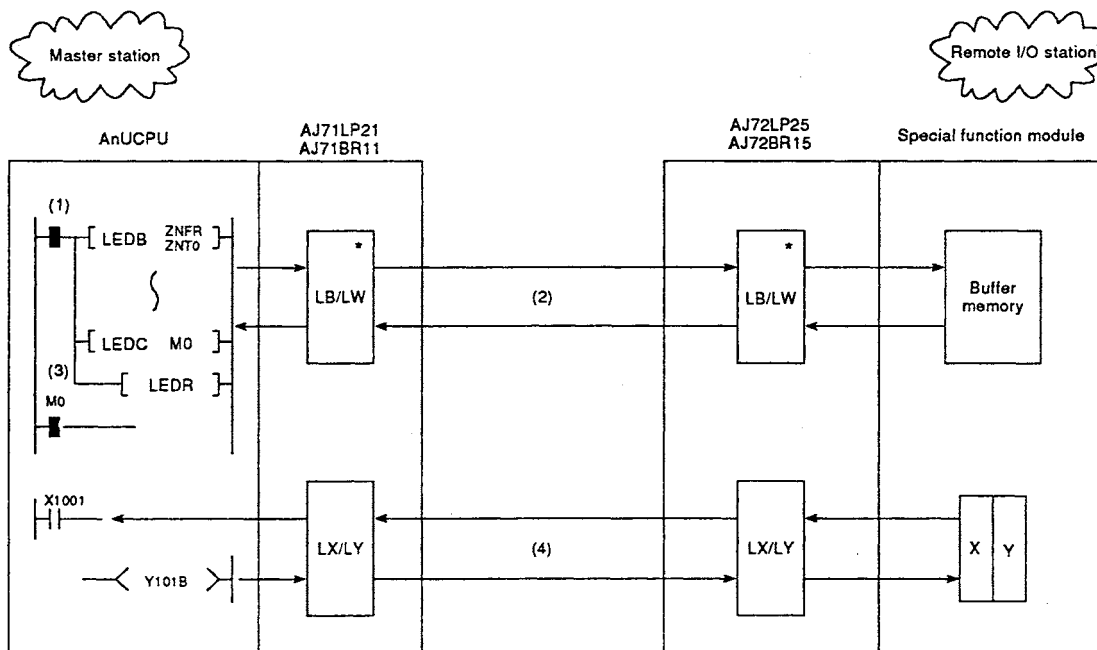 Master station
Remote I/O station
AnUCPU
AJ71LP21
AJ71BR11
AJ72LP25
AJ72BR15
Special function module
(1)
LEDB ZNFR
ZNT0
LEDC M0
(3)
LEDR
M0
*
LB/LW
(2)
*
LB/LW
Buffer
memory
X1001
Y101B
LX/LY
(4)
LX/LY
X Y